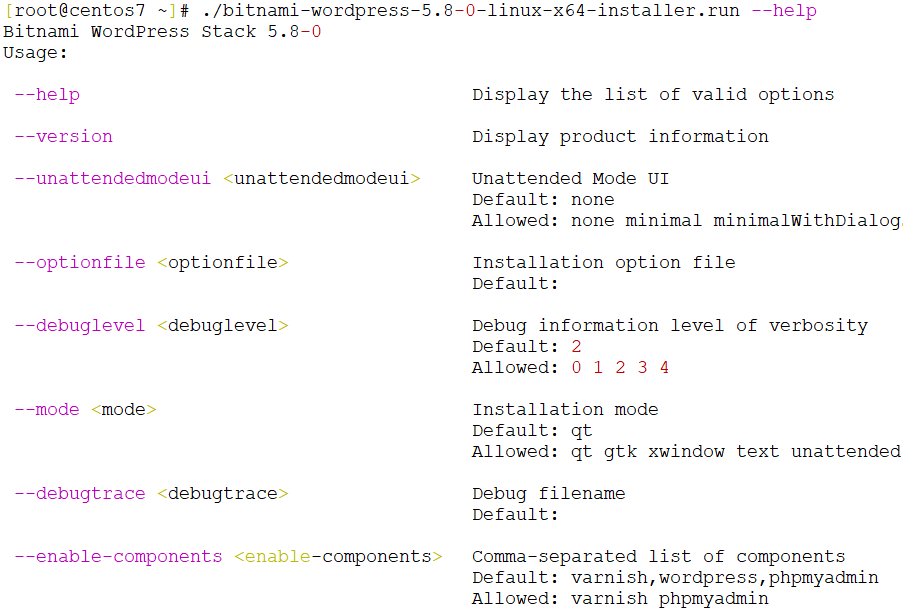 [root@centos7 ~]# ./bitnami-wordpress-5.8-0-linux-x64-installer.run --help
Bitnami WordPress Stack 5.8-0
Usage:
--help Display the list of valid options
--version Display product information
--unattendedmodeui <unattendedmodeui> Unattended Mode UI
Default: none
Allowed: none minimal minimalWithDialog
--optionfile <optionfile> Installation option file
Default:
--debuglevel <debuglevel> Debug information level of verbosity
Default: 2
Allowed: 0 1 2 3 4
--mode <mode> Installation mode
Default: qt
Allowed: qt gtk xwindow text unattended
--debugtrace <debugtrace> Debug filename
Default:
--enable-components <enable-components> Comma-separated list of components
Default: varnish,wordpress,phpmyadmin
Allowed: varnish phpmyadmin